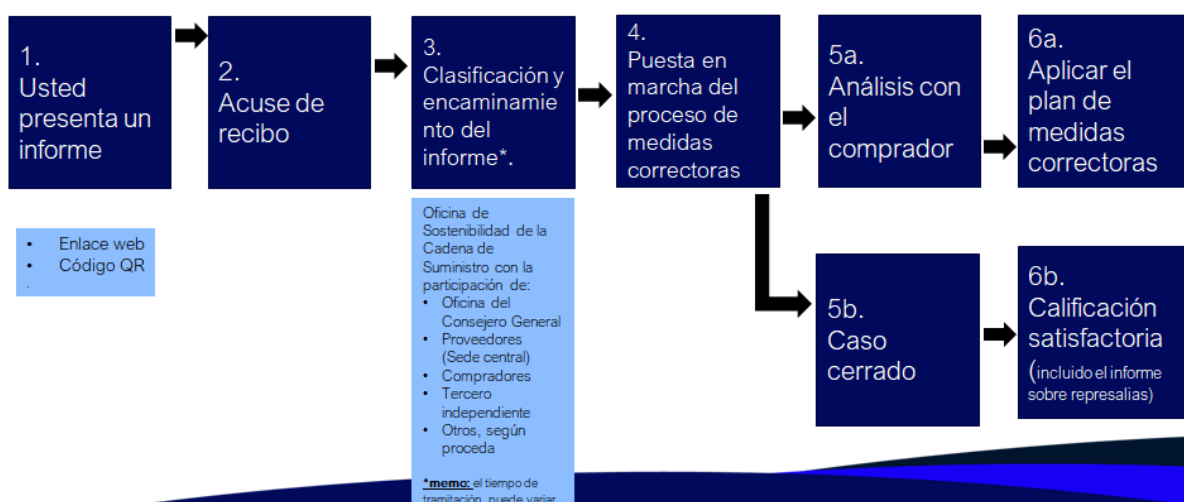 1.
Usted
presenta un
informe
2.
Acuse de
recibo
3.
Clasificación y
encaminamie
nto del
informe*.
4.
Puesta en
marcha del
proceso de
medidas
correctoras
5a.
Análisis con
el
comprador
6a.
Aplicar el
plan de
medidas
correctoras
• Enlace web
• Código QR
.
Oficina de
Sostenibilidad de la
Cadena de
Suministro con la
participación de:
• Oficina del
Consejero General
• Proveedores
(Sede central)
• Compradores
• Tercero
independiente
• Otros, según
proceda
*memo: el tiempo de
tramitación puede variar
5b.
Caso
cerrado
6b.
Calificación
satisfactoria
(incluido el informe
sobre represalias)